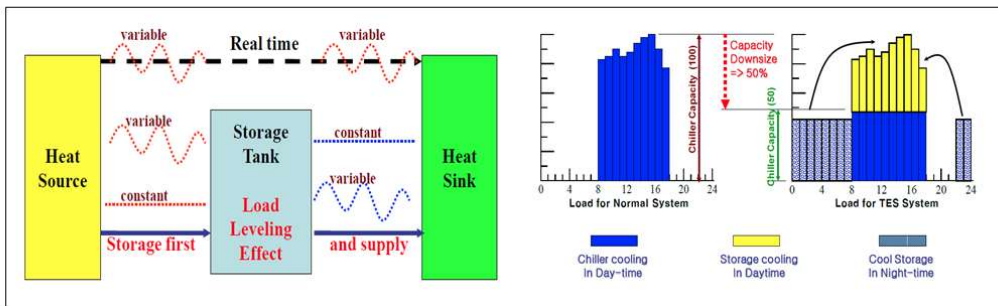 variable
Real time
variable
Heat
Source
variable
constant
Storage first
Storage
Tank
Load
Leveling
Effect
constant
variable
and supply
Heat
Sink
Chiller Capacity (100)
Capacity
Downsize
=> 50%
Chiller Capacity (50)
0 4 8 12 16 20 24
Load for Normal System
0 4 8 12 16 20 24
Load for TES System
Chiller cooling
In Day-time
Storage cooling
In Daytime
Cool Storage
In Night-time